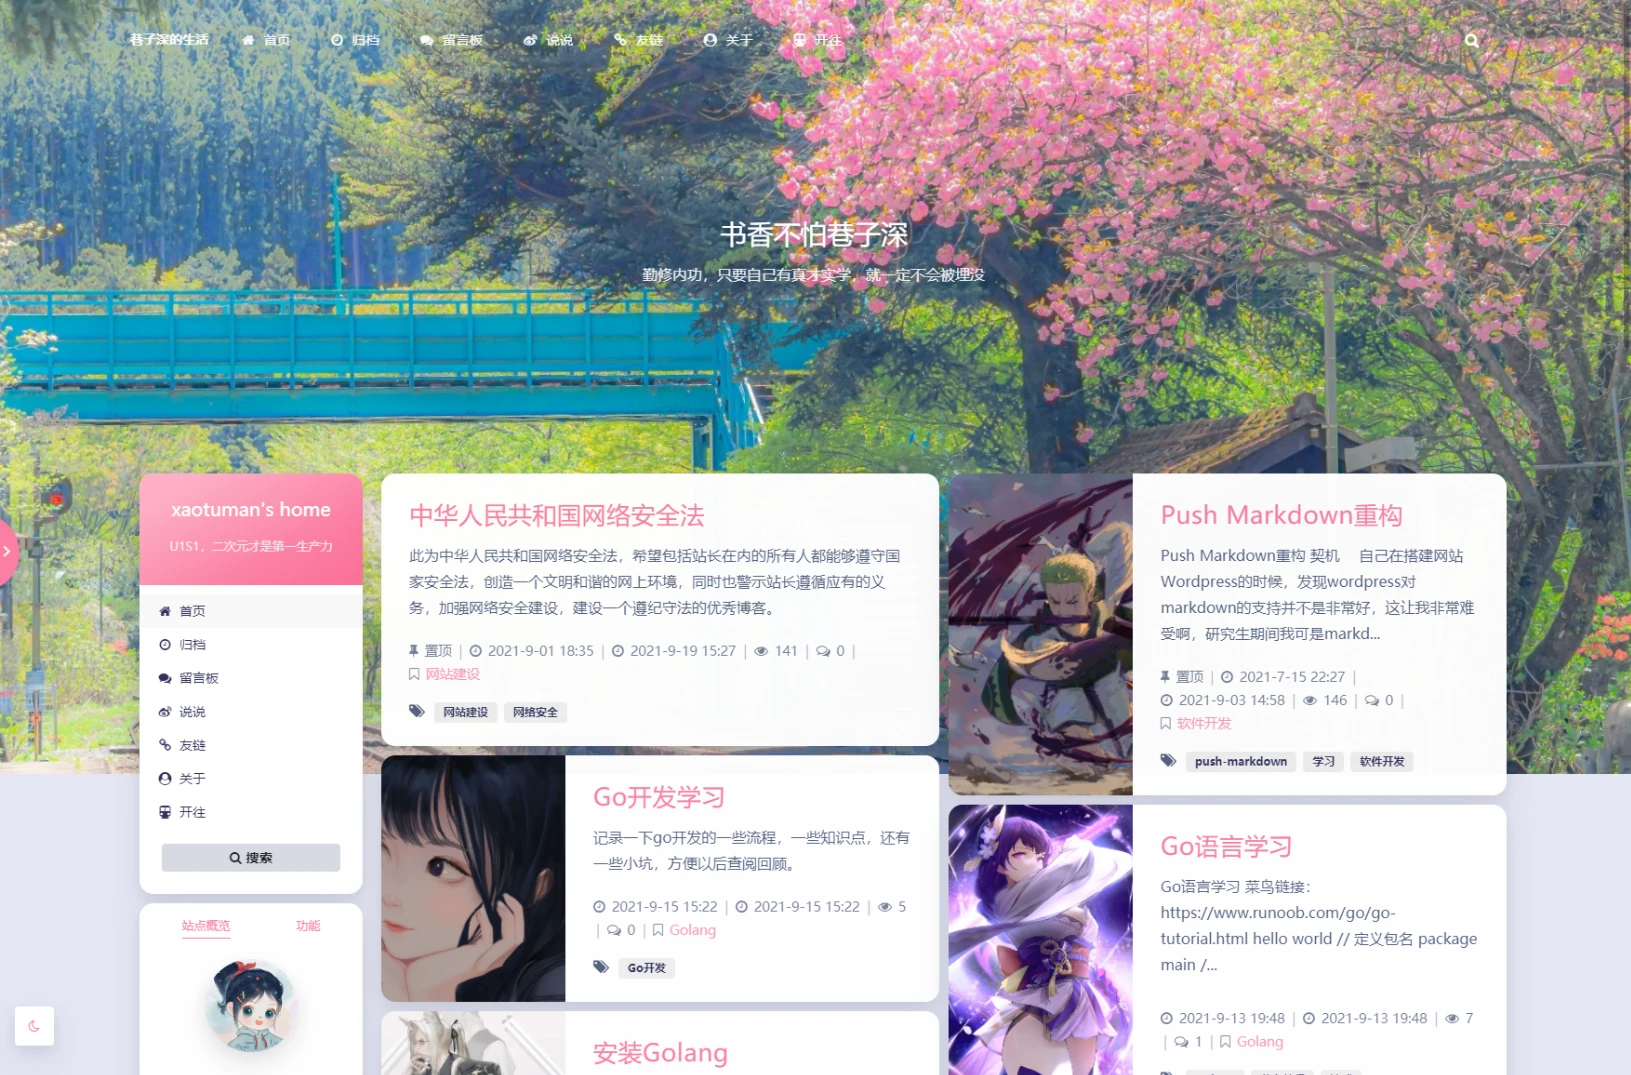 巷子深的生活 首页 归档 留言板 说说 友链 关于 开往
书香不怕巷子深
勤修内功，只要自己有真才实学，就一定不会被埋没
xaotuman's home
U1S1，二次元才是第一生产力
首页
归档
留言板
说说
友链
关于
开往
搜索
站点概览 功能
中华人民共和国网络安全法
此为中华人民共和国网络安全法，希望包括站长在内的所有人都能够遵守国
家安全法，创造一个文明和谐的网上环境，同时也警示站长遵循应有的义
务，加强网络安全建设，建设一个遵纪守法的优秀博客。
置顶 | 2021-9-01 18:35 | 2021-9-19 15:27 | 141 | 0 |
网站建设
网站建设 网络安全
Go开发学习
记录一下go开发的一些流程，一些知识点，还有
一些小坑，方便以后查阅回顾。
2021-9-15 15:22 | 2021-9-15 15:22 | 5
| 0 | Golang
Go开发
安装Golang
Push Markdown重构
Push Markdown重构 契机 自己在搭建网站
Wordpress的时候，发现wordpress对
markdown的支持并不是非常好，这让我非常难
受啊，研究生期间我可是markd...
置顶 | 2021-7-15 22:27 |
2021-9-03 14:58 | 146 | 0 |
软件开发
push-markdown 学习 软件开发
Go语言学习
Go语言学习 菜鸟链接：
https://www.runoob.com/go/go-
tutorial.html hello world // 定义包名 package
main /...
2021-9-13 19:48 | 2021-9-13 19:48 | 7
| 1 | Golang